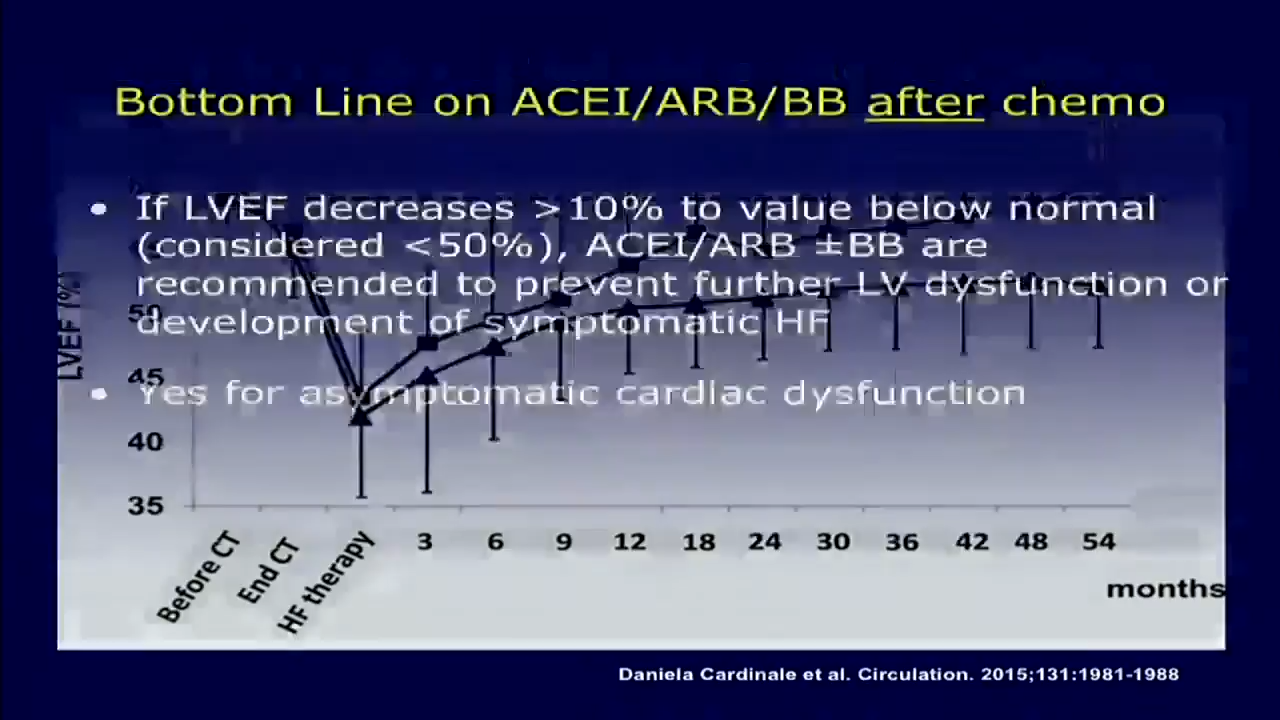 Bottom Line on ACEI/ARB/BB after chemo
• If LVEF decreases >10% to value below normal
(considered <50%), ACEI/ARB ±BB are
recommended to prevent further LV dysfunction or
development of symptomatic HF
• Yes for asymptomatic cardiac dysfunction
LVEF (%)
50
45
40
35
Before CT
End CT
HF therapy
3 6 9 12 18 24 30 36 42 48 54
months
Daniela Cardinale et al. Circulation. 2015;131:1981-1988